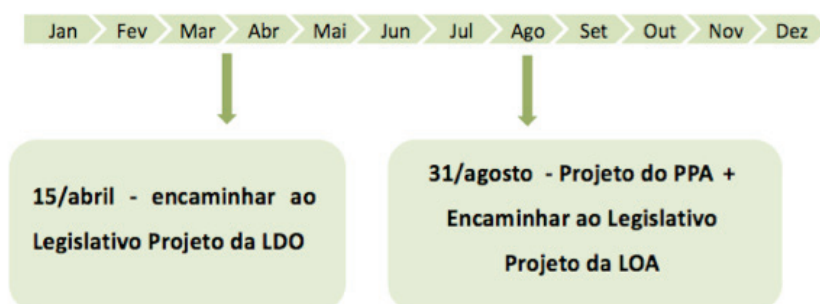 Jan Fev Mar Abr Mai Jun Jul Ago Set Out Nov Dez
15/abril - encaminhar ao
Legislativo Projeto da LDO
31/agosto - Projeto do PPA +
Encaminhar ao Legislativo
Projeto da LOA